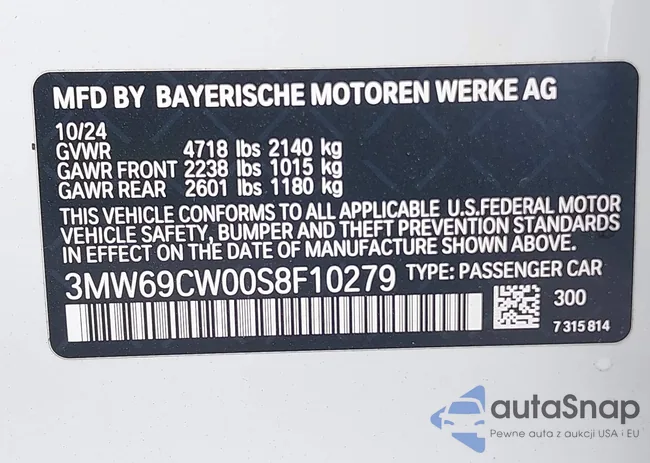 MFD BY BAYERISCHE MOTOREN WERKE AG
10/24
GVWR 4718 lbs 2140 kg
GAWR FRONT 2238 lbs 1015 kg
GAWR REAR 2601 lbs 1180 kg
THIS VEHICLE CONFORMS TO ALL APPLICABLE U.S.FEDERAL MOTOR
VEHICLE SAFETY, BUMPER AND THEFT PREVENTION STANDARDS
IN EFFECT ON THE DATE OF MANUFACTURE SHOWN ABOVE.
3MW69CW00S8F10279 TYPE: PASSENGER CAR
300
7 315 814
autaSnap
Pewne auta z aukcji USA i EU